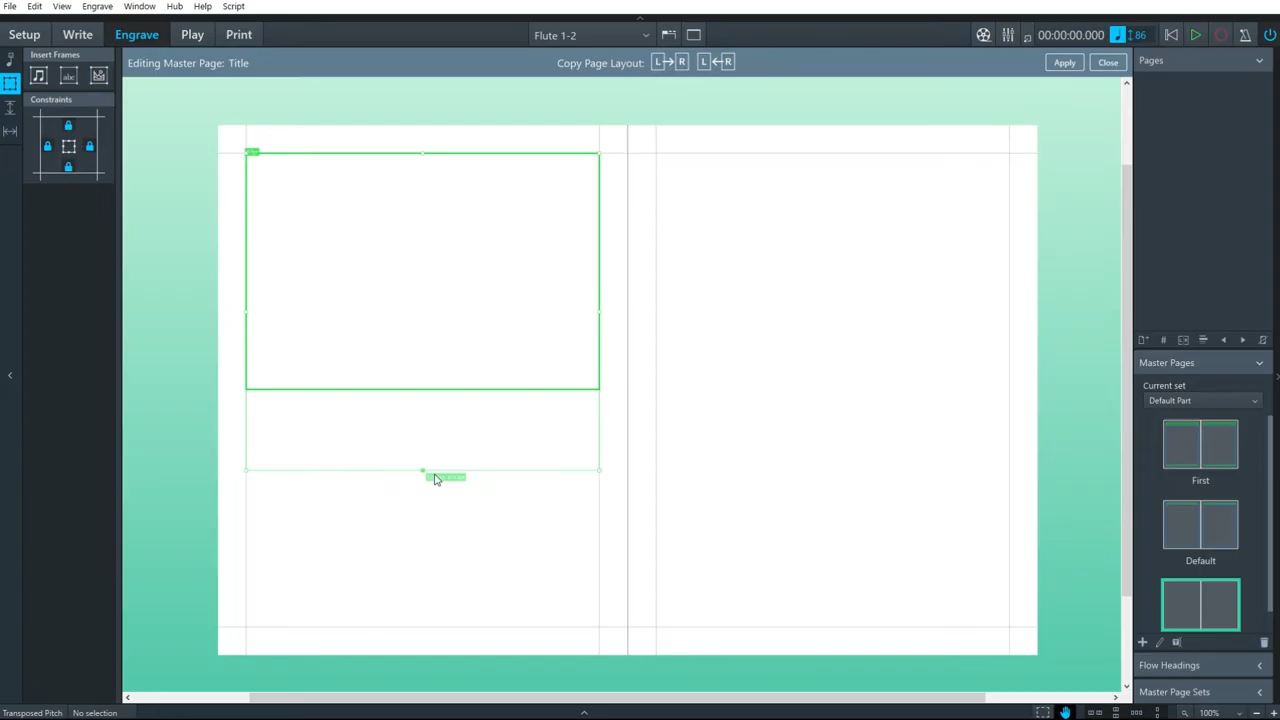 File Edit View Engrave Window Hub Help Script
Setup Write Engrave Play Print
Flute 1-2
00:00:00.000
86
Insert Frames
abc
Constraints
Editing Master Page: Title
Copy Page Layout:
L R
L R
Apply
Close
Pages
Master Pages
Current set
Default Part
First
Default
Flow Headings
Master Page Sets
Transposed Pitch
No selection
100%